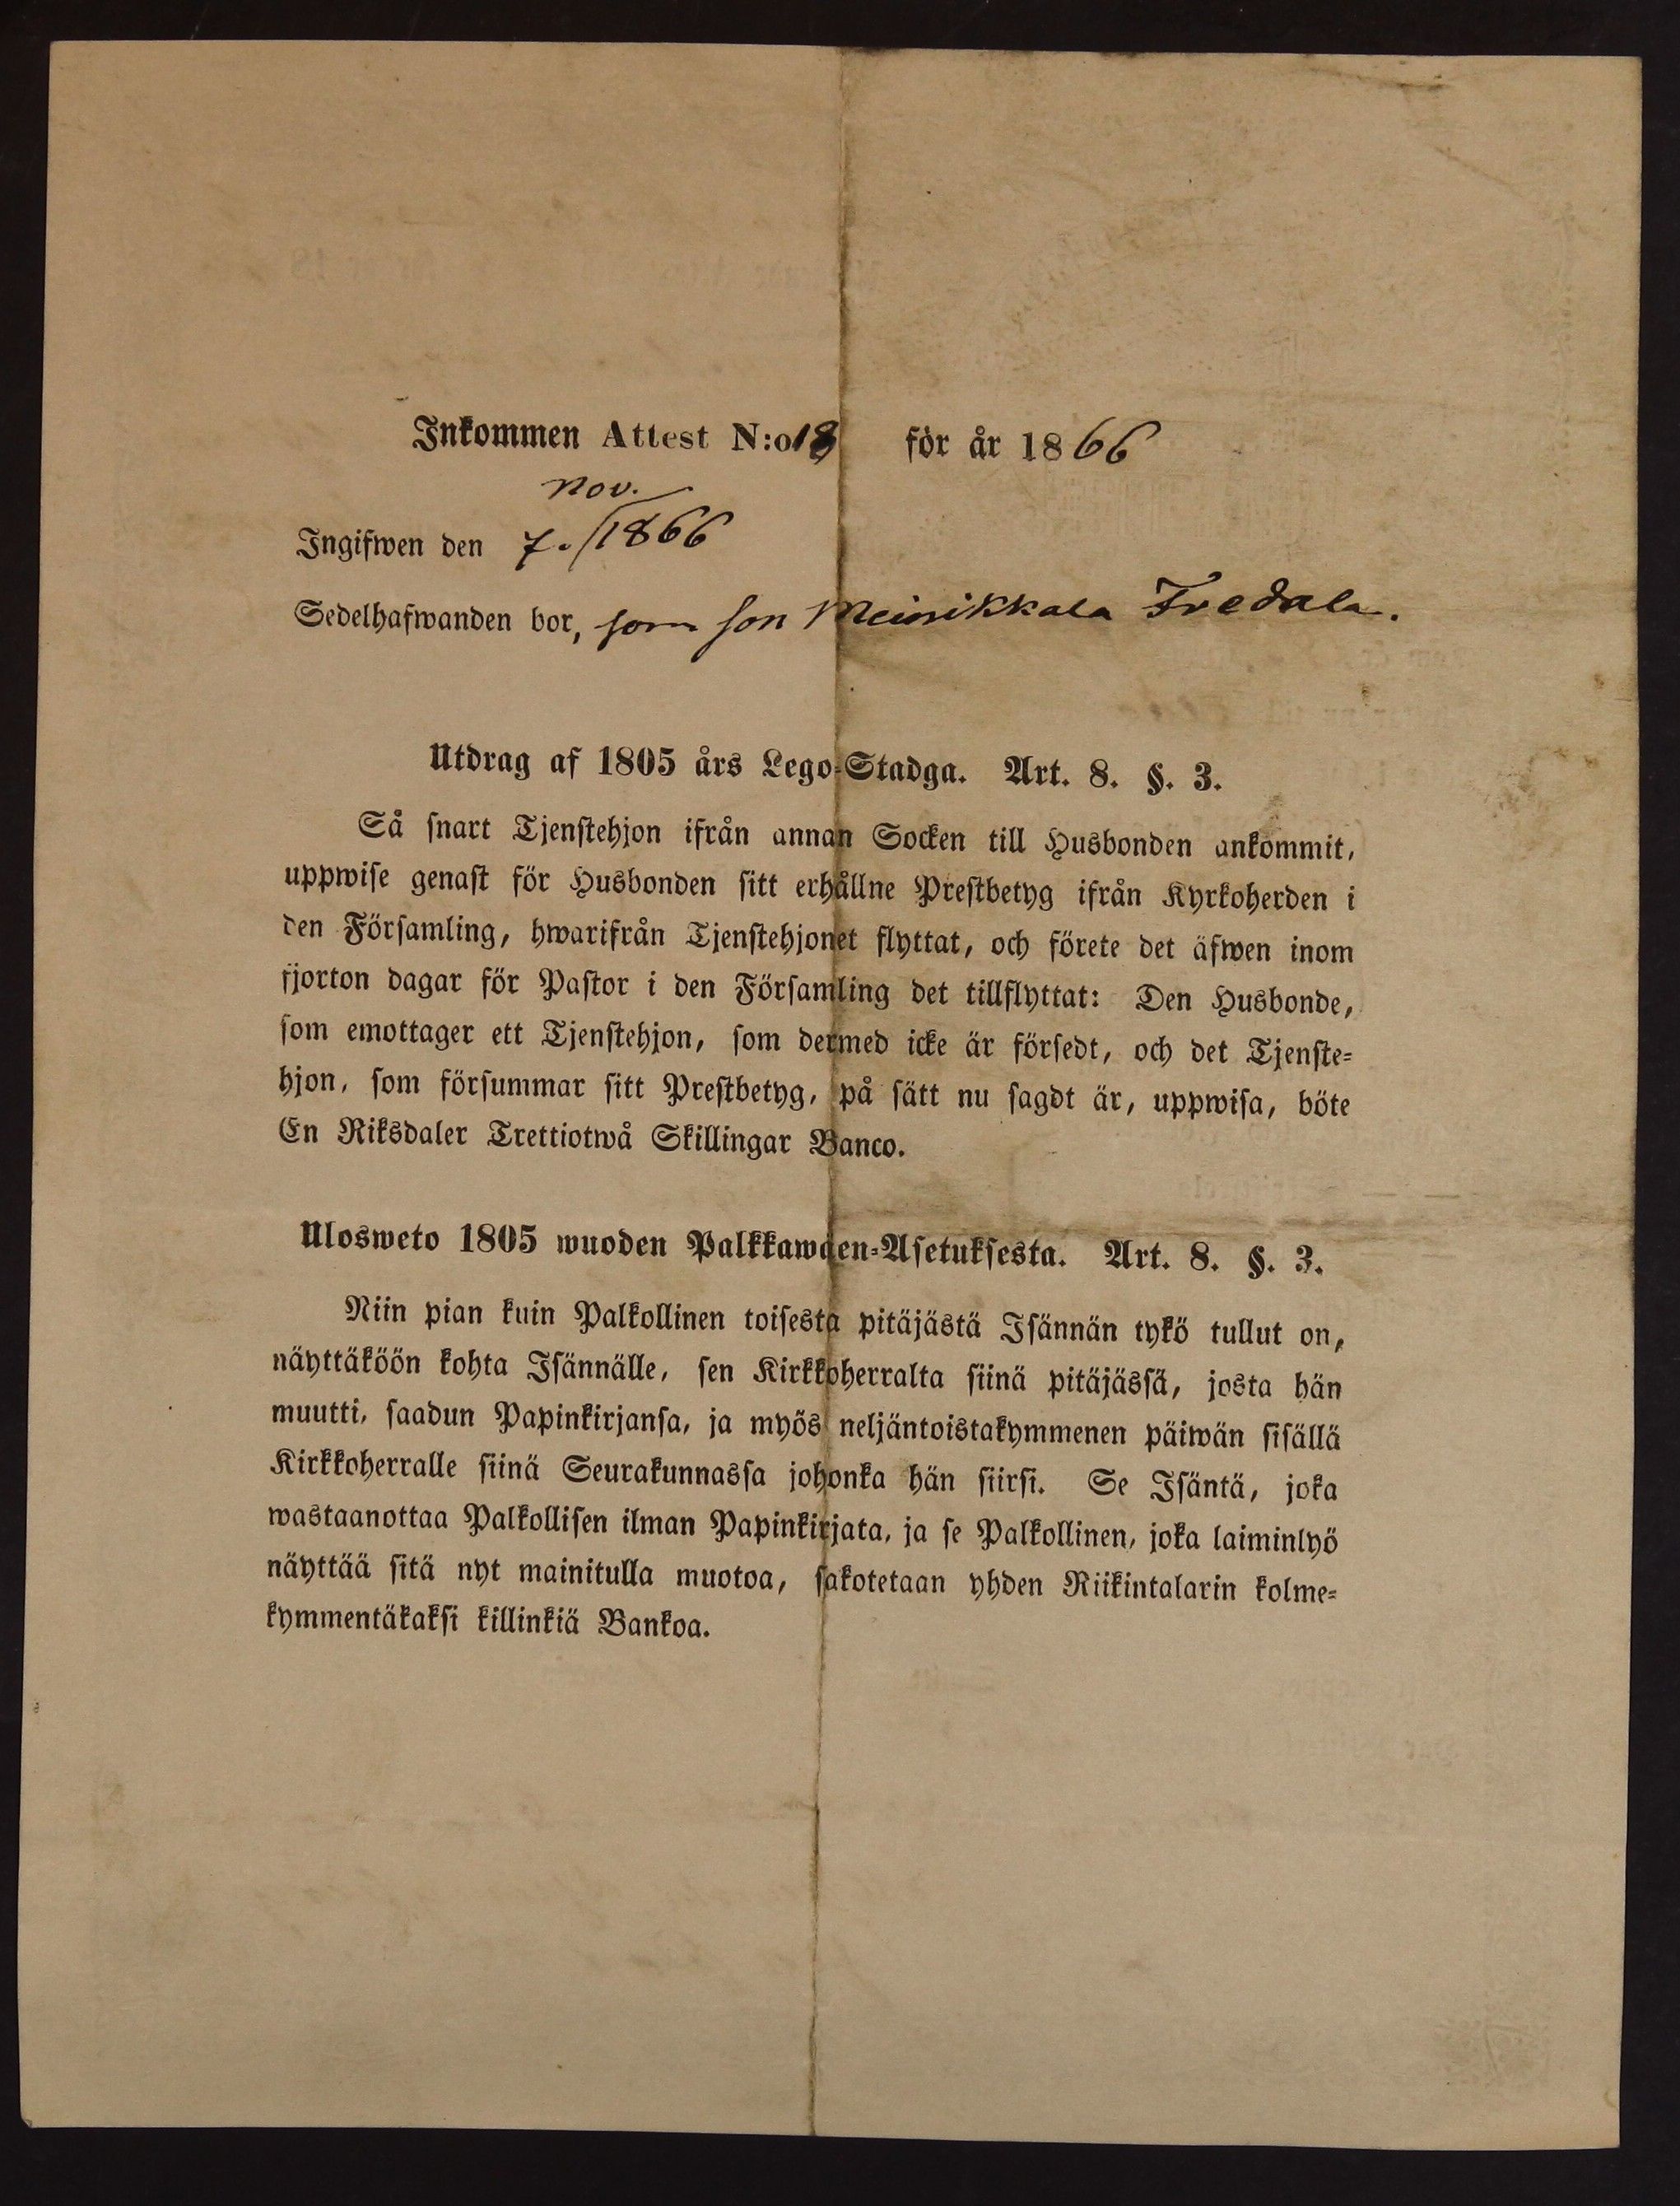 Inkommen Attest N:o 18 för år 1866
nov.
Ingifwen den 7./1866
Sedelhafwanden bor, som son Meinikkala Fredala.
Utdrag af 1805 års Lego-Stadga. Art. 8. §. 3.
Så snart Tjenstehjon ifrån annan Socken till Husbonden ankommit,
uppwise genast för Husbonden sitt erhållne Prestbetyg ifrån Kyrkoherden i
den Församling, hwarifrån Tjenstehjonet flyttat, och förete det äfwen inom
fjorton dagar för Pastor i den Församling det tillflyttat: Den Husbonde,
som emottager ett Tjenstehjon, som dermed icke är försedt, och det Tjenste-
hjon, som försummar sitt Prestbetyg, på sätt nu sagdt är, uppwisa, böte
En Riksdaler Trettiotwå Skillingar Banco.
Ulosweto 1805 wuoden Palkkawäen-Asetuksesta. Art. 8. §. 3.
Niin pian kuin Palkollinen toisesta pitäjästä Isännän tykö tullut on,
näyttäköön kohta Isännälle, sen Kirkkoherralta siinä pitäjässä, josta hän
muutti, saadun Papinkirjansa, ja myös neljäntoistakymmenen päiwän sisällä
Kirkkoherralle siinä Seurakunnassa johonka hän siirsi. Se Isäntä, joka
wastaanottaa Palkollisen ilman Papinkirjata, ja se Palkollinen, joka laiminlyö
näyttää sitä nyt mainitulla muotoa, sakotetaan yhden Riikintalarin kolme-
kymmentäkaksi killinkiä Bankoa.